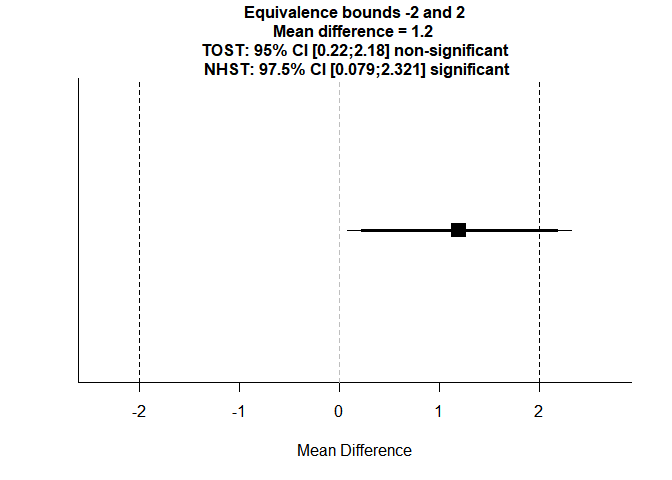 Equivalence bounds -2 and 2
Mean difference = 1.2
TOST: 95% CI [0.22;2.18] non-significant
NHST: 97.5% CI [0.079;2.321] significant
-2 -1 0 1 2
Mean Difference